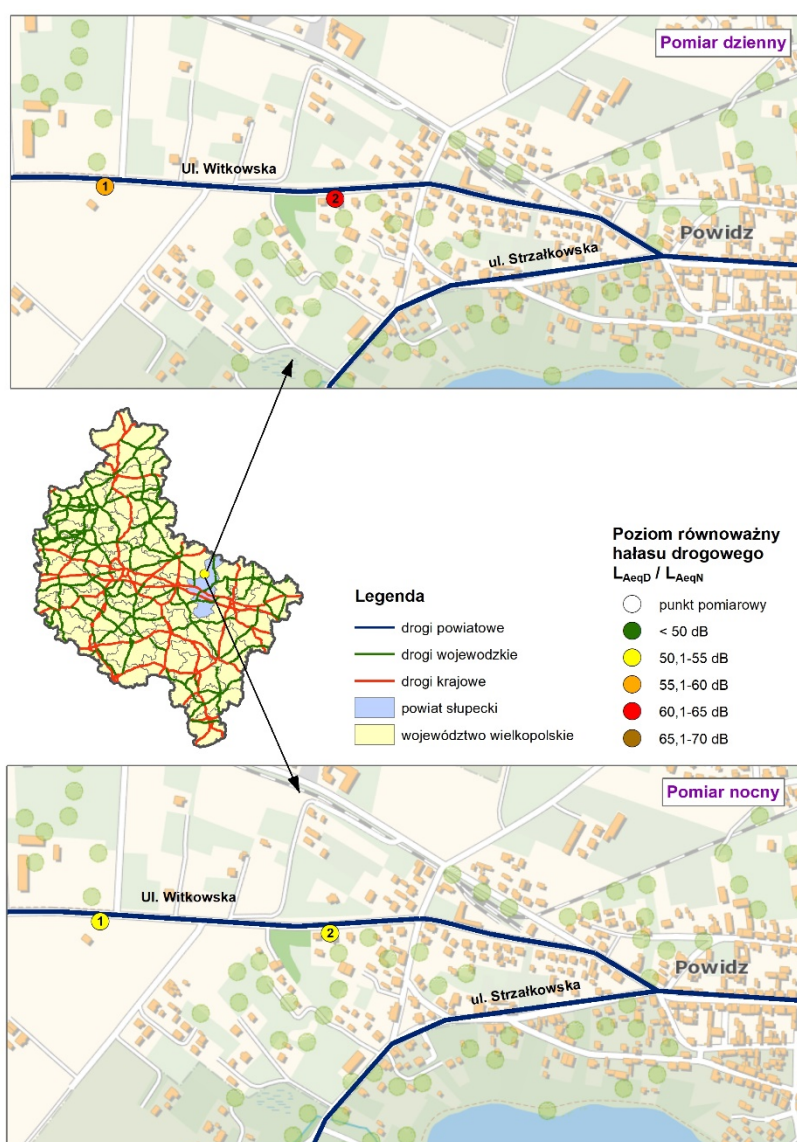 Pomiar dzienny
Ul. Witkowska
1
2
ul. Strzałkowska
Powidz
Legenda
drogi powiatowe
drogi wojewodzkie
drogi krajowe
powiat słupecki
województwo wielkopolskie
Poziom równoważny
hałasu drogowego
LAeqD / LAeqN
punkt pomiarowy
< 50 dB
50,1-55 dB
55,1-60 dB
60,1-65 dB
65,1-70 dB
Pomiar nocny
Ul. Witkowska
1
2
ul. Strzałkowska
Powidz